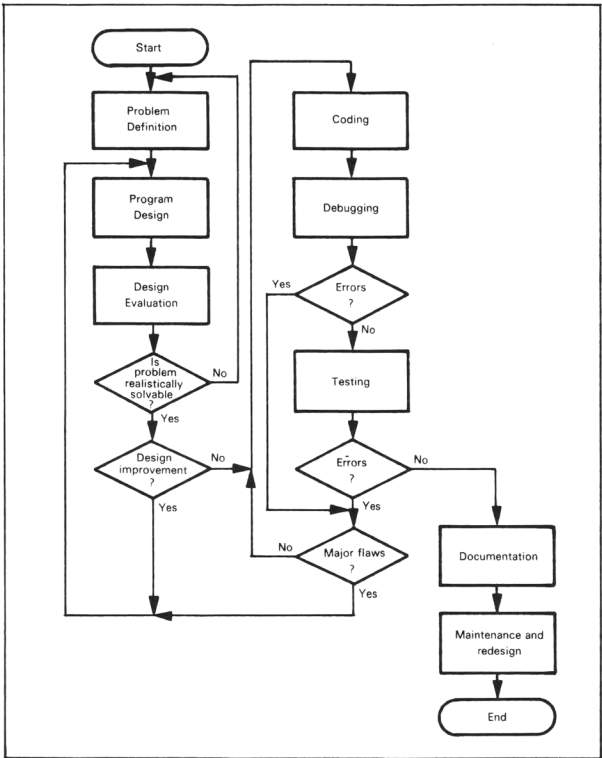 Start
Problem
Definition
Program
Design
Design
Evaluation
Is
problem
realistically
solvable
?
No
Yes
Design
improvement
?
No
Yes
Coding
Debugging
Errors
?
Yes
No
Testing
Errors
?
No
Yes
Major flaws
?
No
Yes
Documentation
Maintenance and
redesign
End